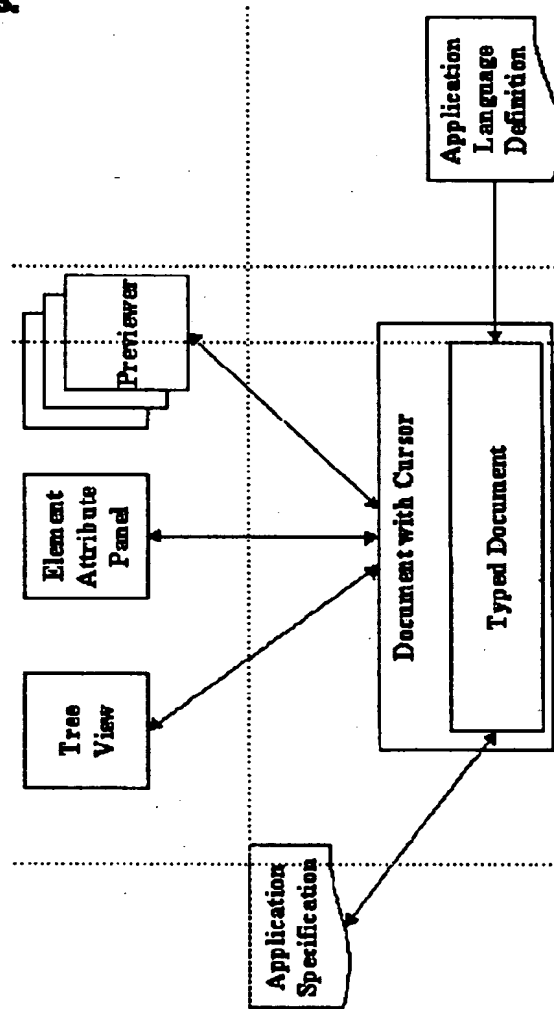 Application
Specification
Tree
View
Element
Attribute
Panel
Previewer
Document with Cursor
Typed Document
Application
Language
Definition